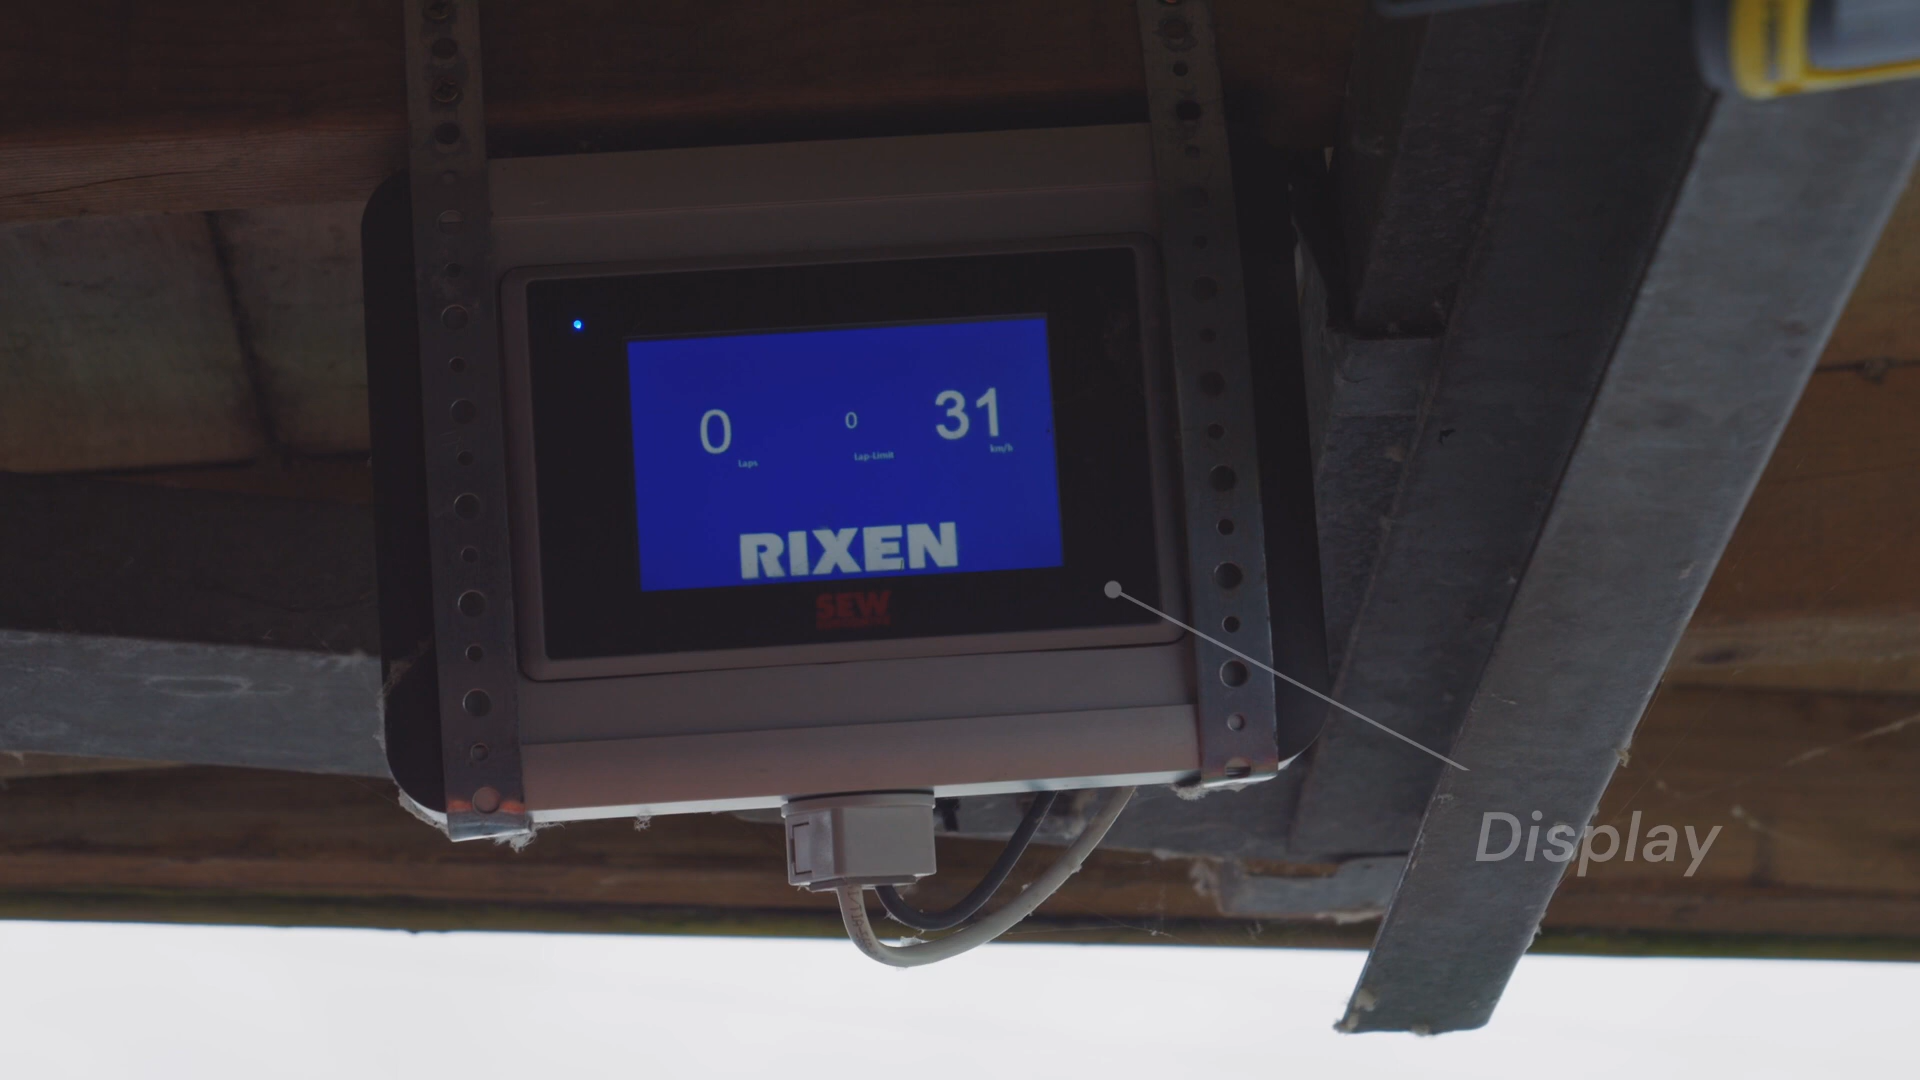 0 Laps
0 Lap-Limit
31 km/h
RIXEN
SEW
Display